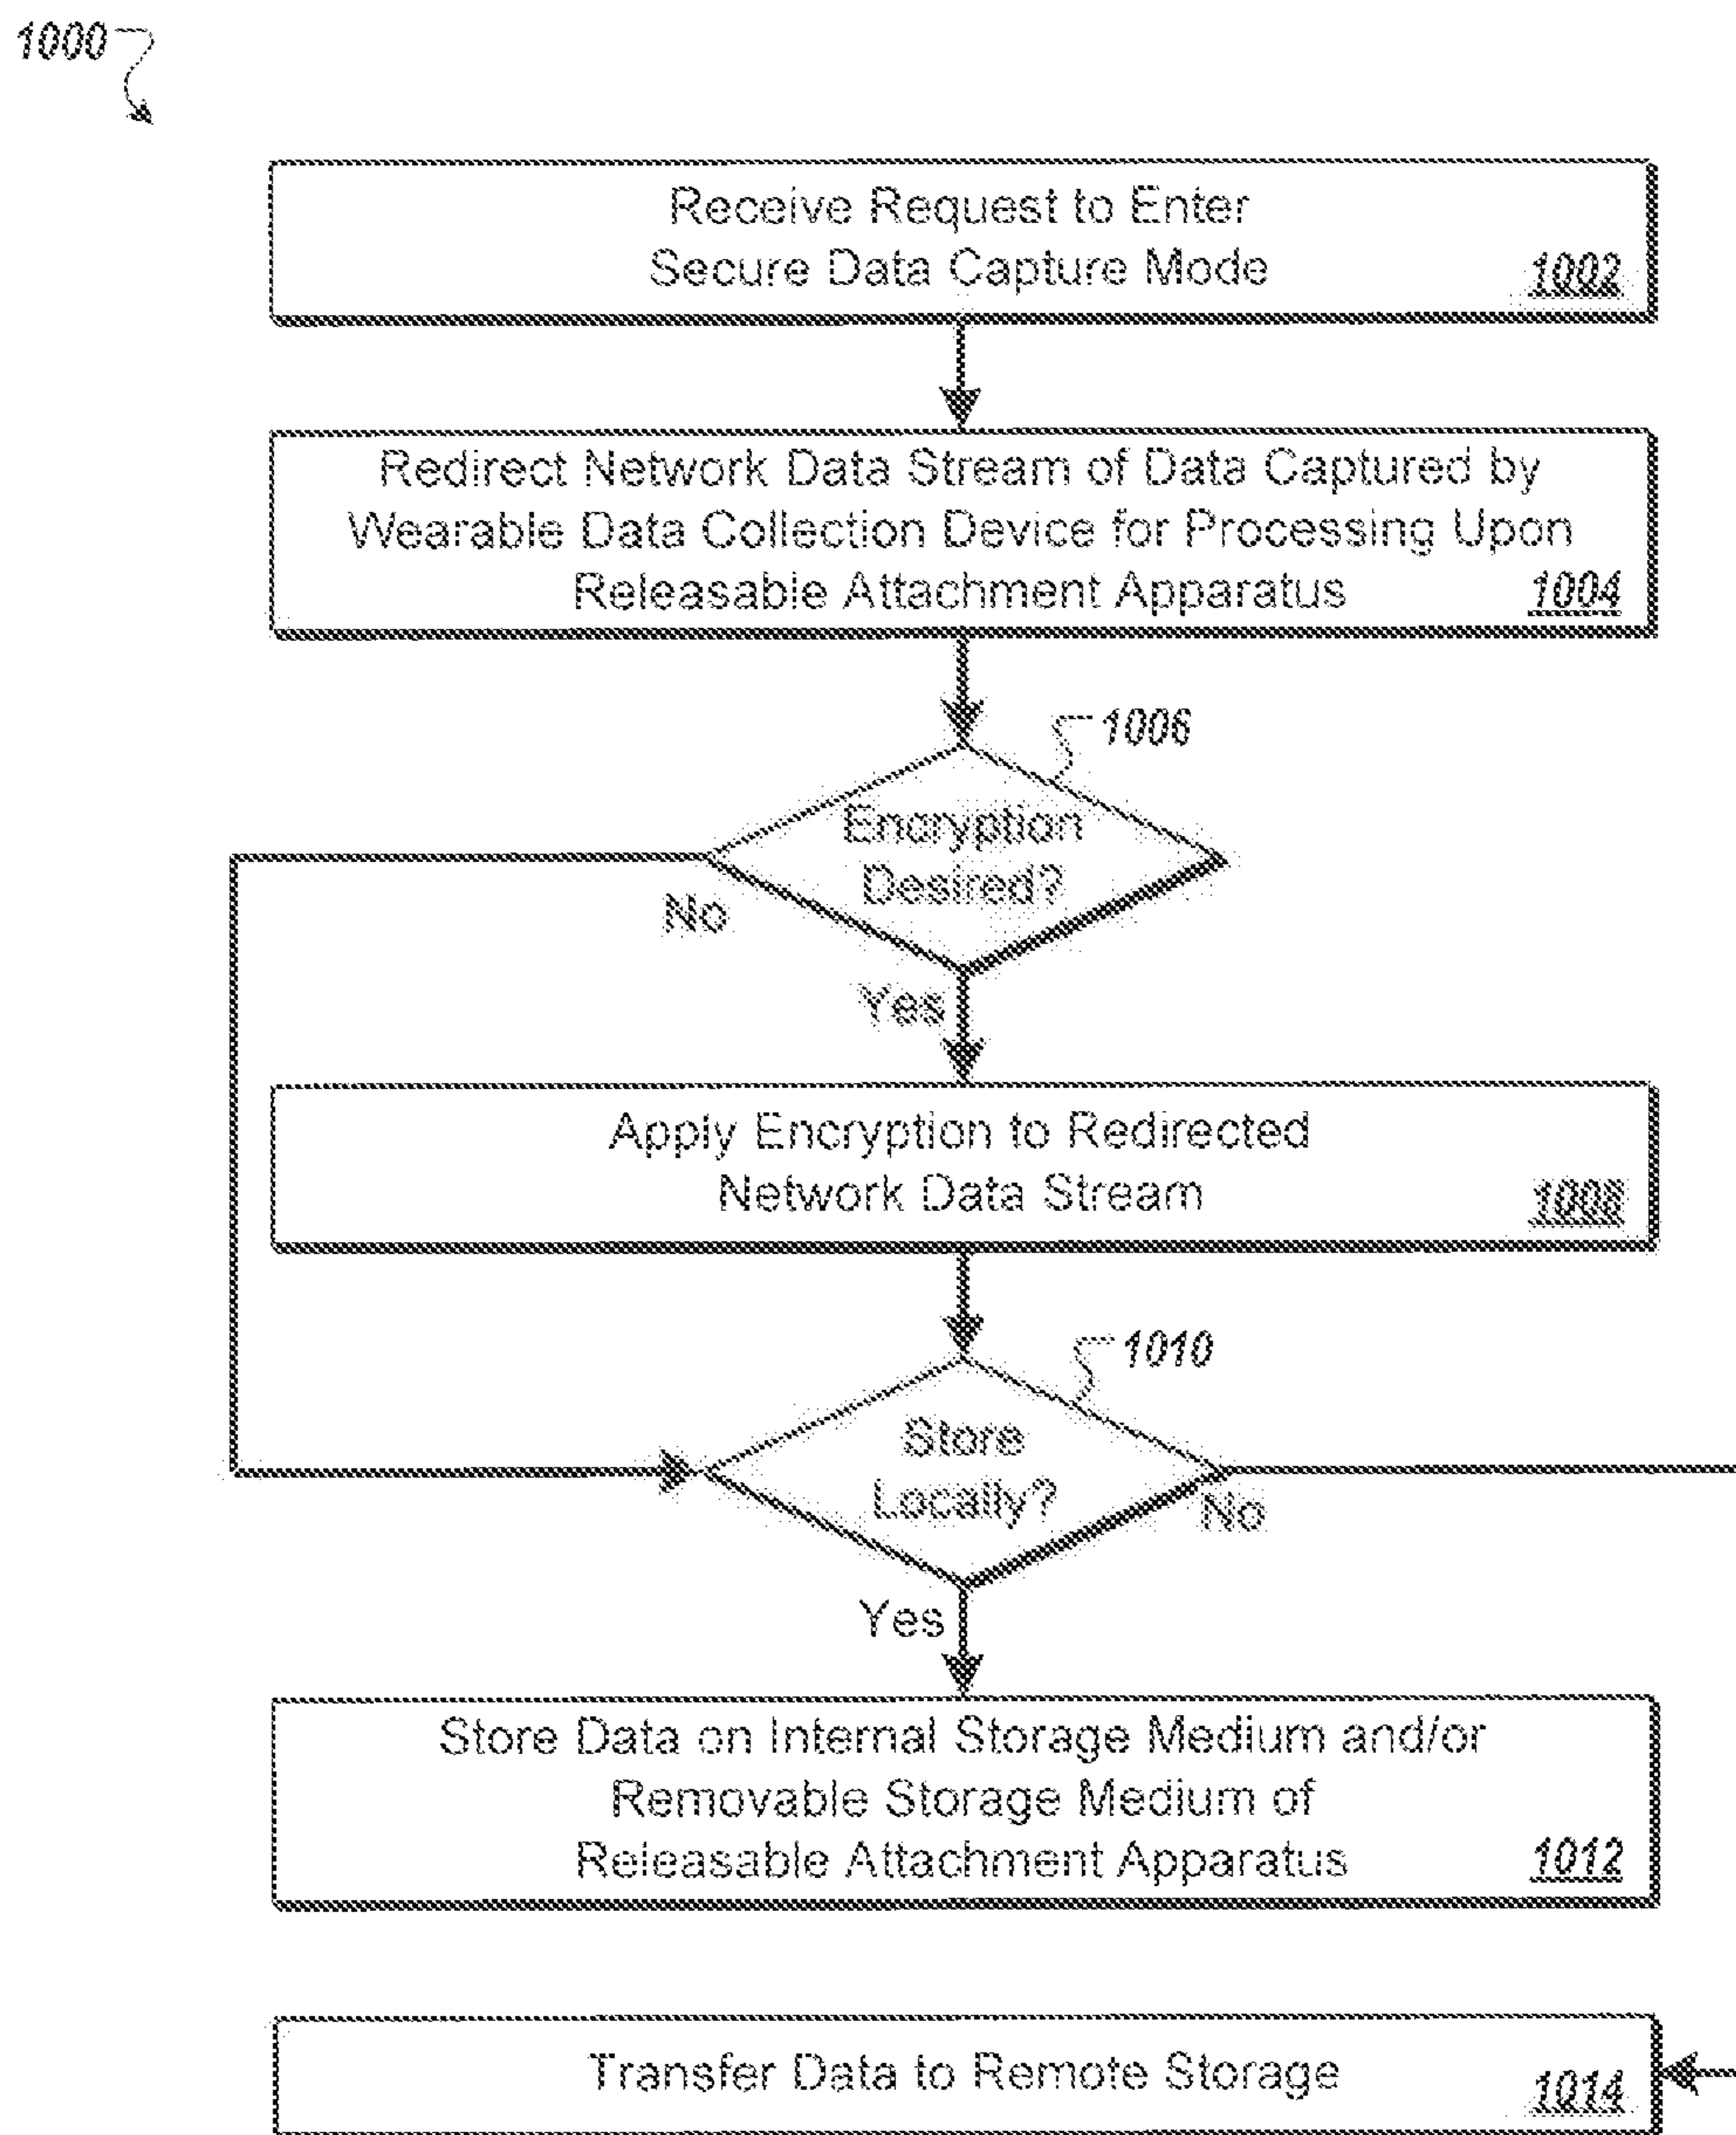 1000
Receive Request to Enter
Secure Data Capture Mode
1002
Redirect Network Data Stream of Data Captured by
Wearable Data Collection Device for Processing Upon
Releasable Attachment Apparatus
1004
1006
Encryption
Desired?
No
Yes
Apply Encryption to Redirected
Network Data Stream
1008
1010
Store
Locally?
No
Yes
Store Data on Internal Storage Medium and/or
Removable Storage Medium of
Releasable Attachment Apparatus
1012
Transfer Data to Remote Storage
1014